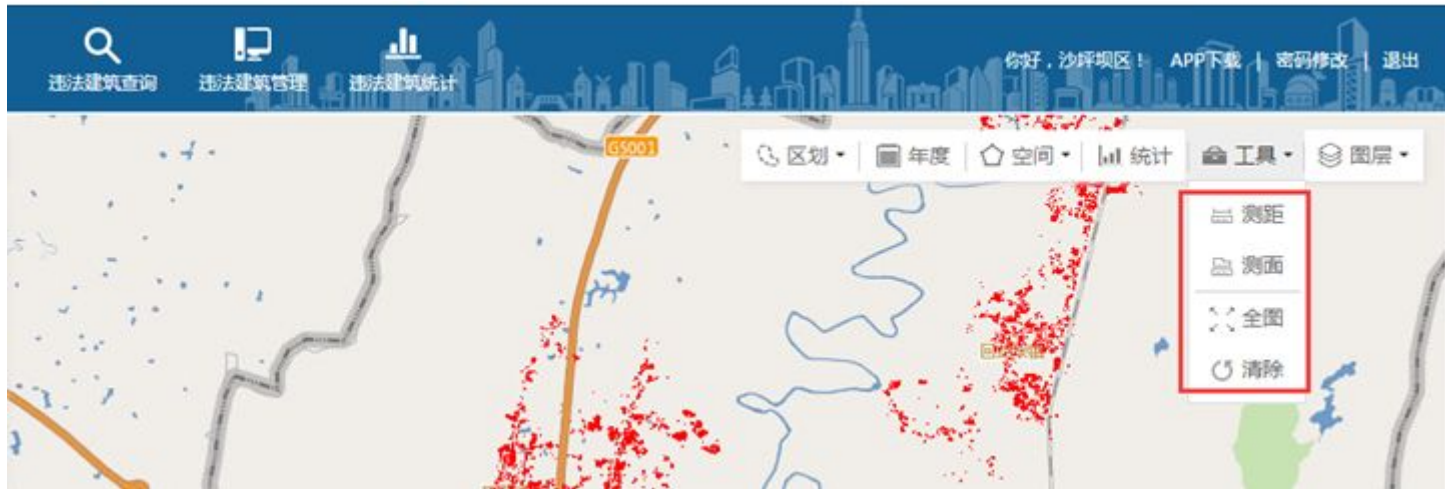 违法建筑查询
违法建筑管理
违法建筑统计
你好，沙坪坝区！ APP下载 | 密码修改 | 退出
G5001
区划 年度 空间 统计 工具 图层
测距
测面
全图
清除